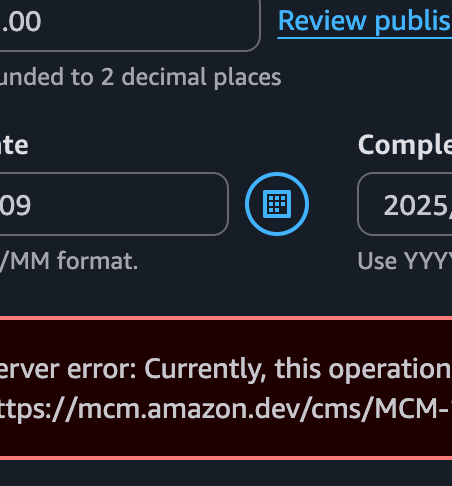 .00
Review publis
unded to 2 decimal places
ate
Comple
09
2025/
/MM format.
Use YYYY
erver error: Currently, this operation
ttps://mcm.amazon.dev/cms/MCM-